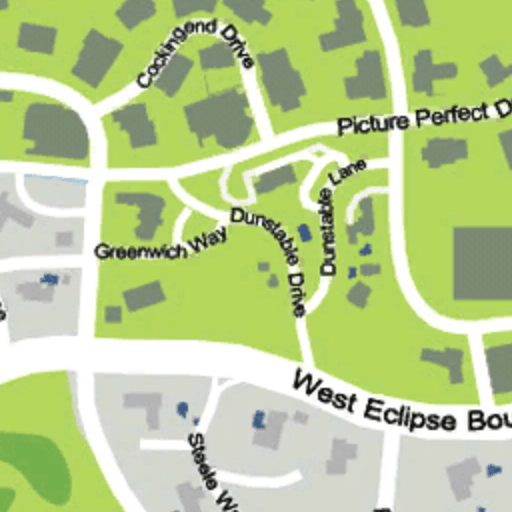 Cockingend Drive
Picture Perfect D
Dunstable Lane
Dunstable Drive
Greenwich Way
West Eclipse Bou
Steele W